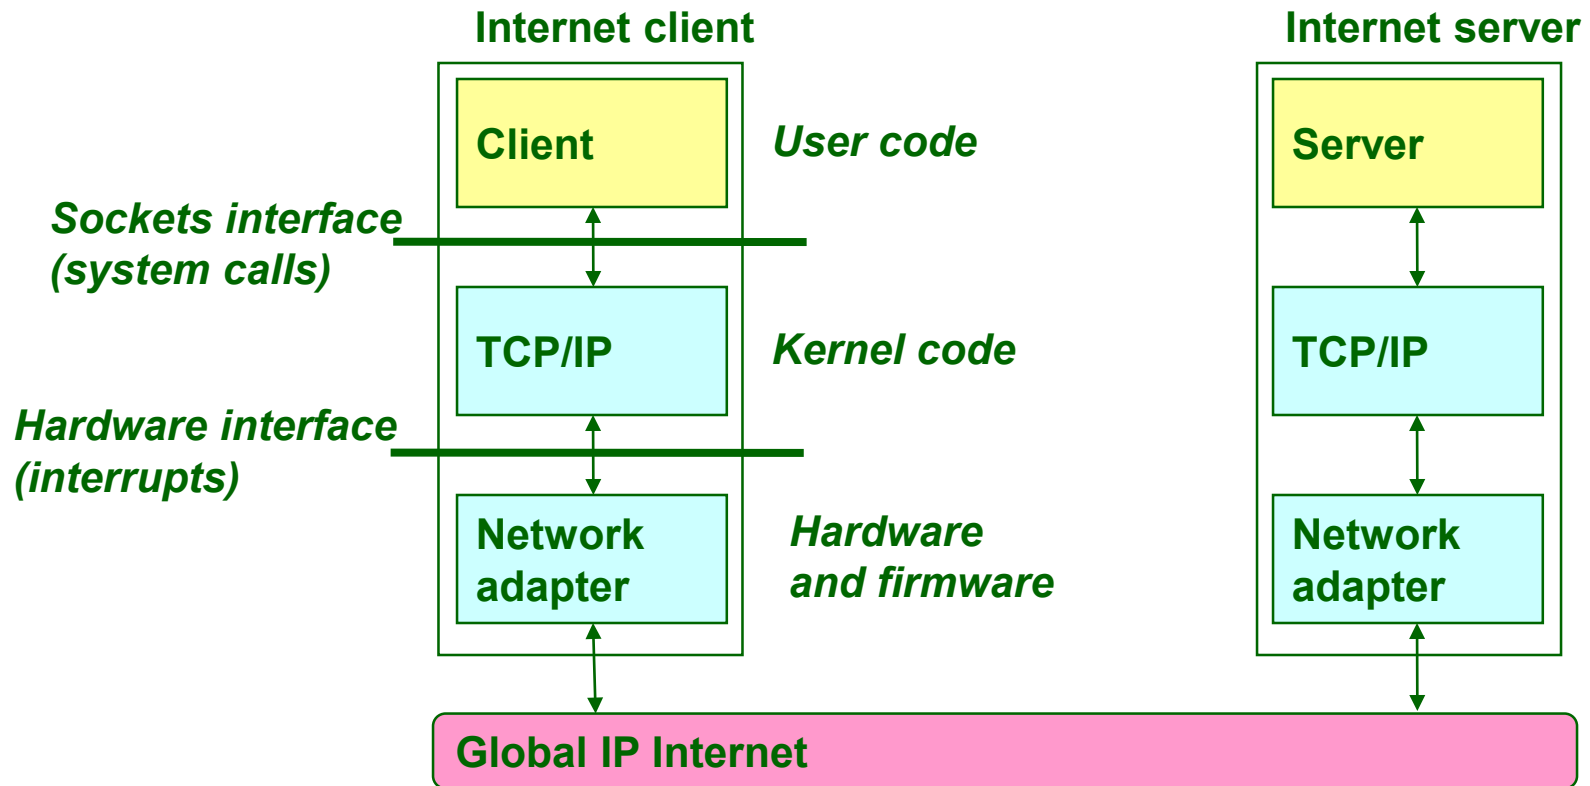 Internet client
Internet server
Client
User code
Server
Sockets interface
(system calls)
TCP/IP
Kernel code
TCP/IP
Hardware interface
(interrupts)
Network
adapter
Hardware
and firmware
Network
adapter
Global IP Internet